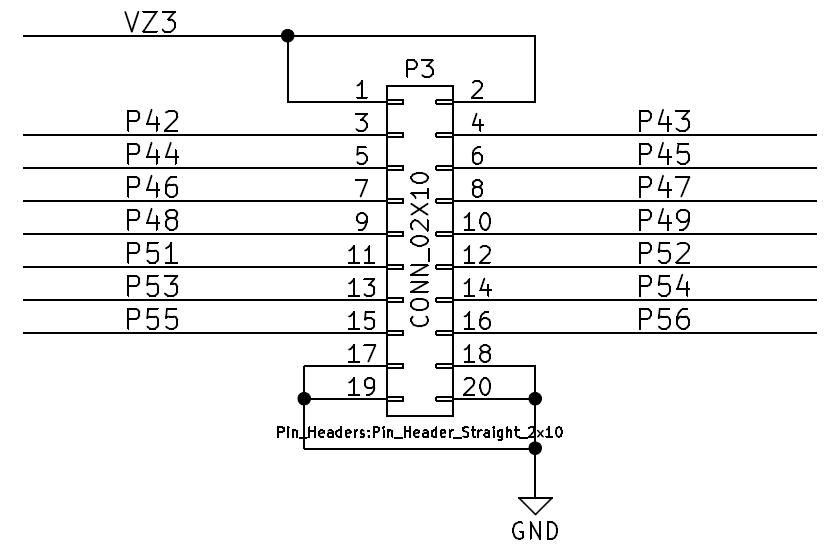 VZ3
P3
1 2
P42 3 4 P43
P44 5 6 P45
P46 7 8 P47
P48 9 10 P49
P51 11 12 P52
P53 13 14 P54
P55 15 16 P56
17 18
19 20
CONN_02X10
Pin_Headers:Pin_Header_Straight_2x10
GND